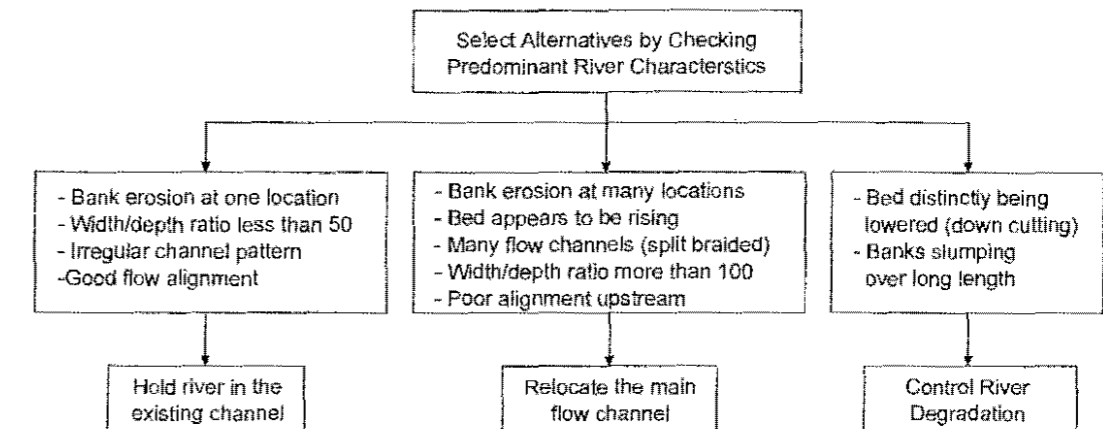 Select Alternatives by Checking
Predominant River Characterstics
- Bank erosion at one location
- Width/depth ratio less than 50
- Irregular channel pattern
-Good flow alignment
- Bank erosion at many locations
- Bed appears to be rising
- Many flow channels (split braided)
- Width/depth ratio more than 100
- Poor alignment upstream
- Bed distinctly being
lowered (down cutting)
- Banks slumping
over long length
Hold river in the
existing channel
Relocate the main
flow channel
Control River
Degradation